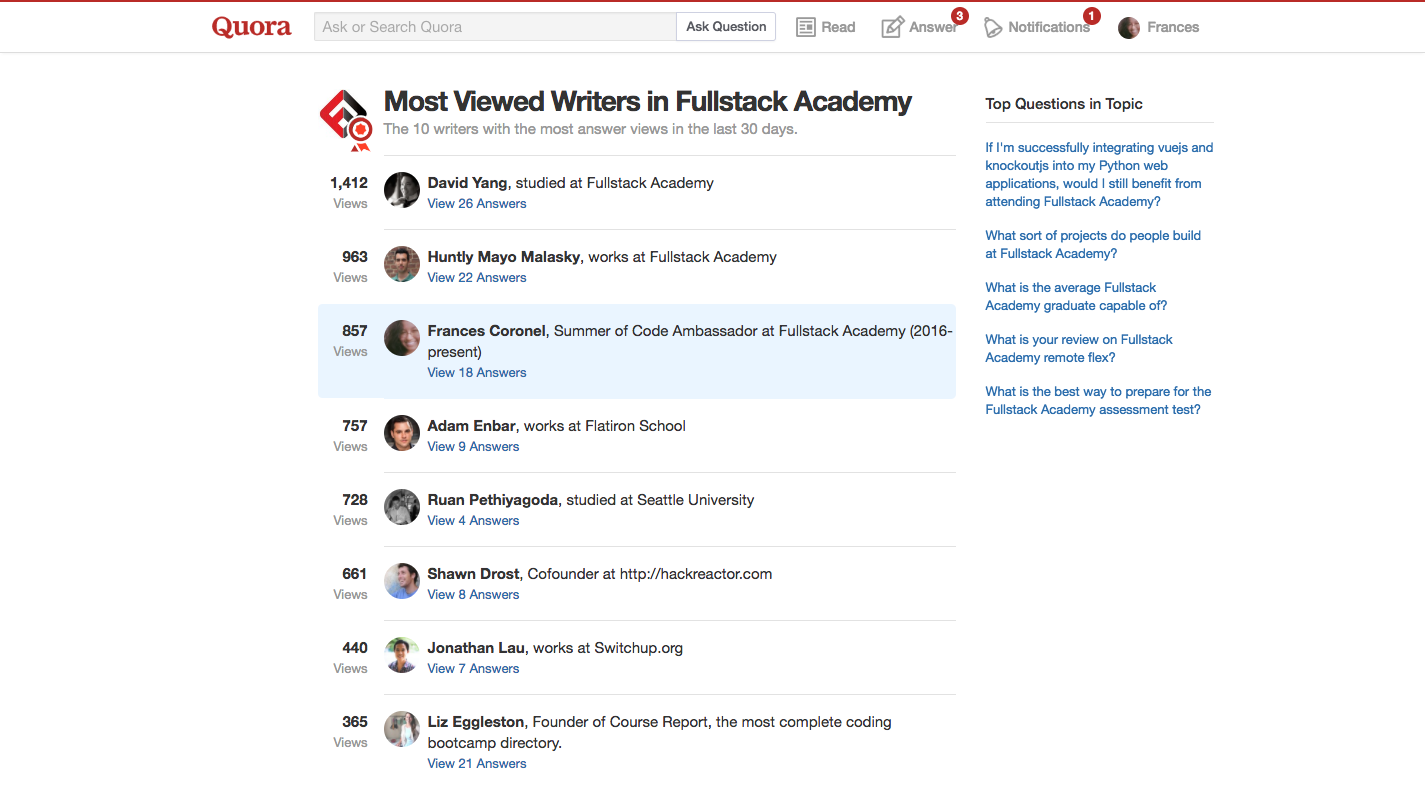 Quora
Ask or Search Quora
Ask Question
Read
Answer
3
Notifications
1
Frances
Most Viewed Writers in Fullstack Academy
The 10 writers with the most answer views in the last 30 days.
1,412
Views
David Yang, studied at Fullstack Academy
View 26 Answers
963
Views
Huntly Mayo Malasky, works at Fullstack Academy
View 22 Answers
857
Views
Frances Coronel, Summer of Code Ambassador at Fullstack Academy (2016-
present)
View 18 Answers
757
Views
Adam Enbar, works at Flatiron School
View 9 Answers
728
Views
Ruan Pethiyagoda, studied at Seattle University
View 4 Answers
661
Views
Shawn Drost, Cofounder at http://hackreactor.com
View 8 Answers
440
Views
Jonathan Lau, works at Switchup.org
View 7 Answers
365
Views
Liz Eggleston, Founder of Course Report, the most complete coding
bootcamp directory.
View 21 Answers
Top Questions in Topic
If I'm successfully integrating vuejs and
knockoutjs into my Python web
applications, would I still benefit from
attending Fullstack Academy?
What sort of projects do people build
at Fullstack Academy?
What is the average Fullstack
Academy graduate capable of?
What is your review on Fullstack
Academy remote flex?
What is the best way to prepare for the
Fullstack Academy assessment test?